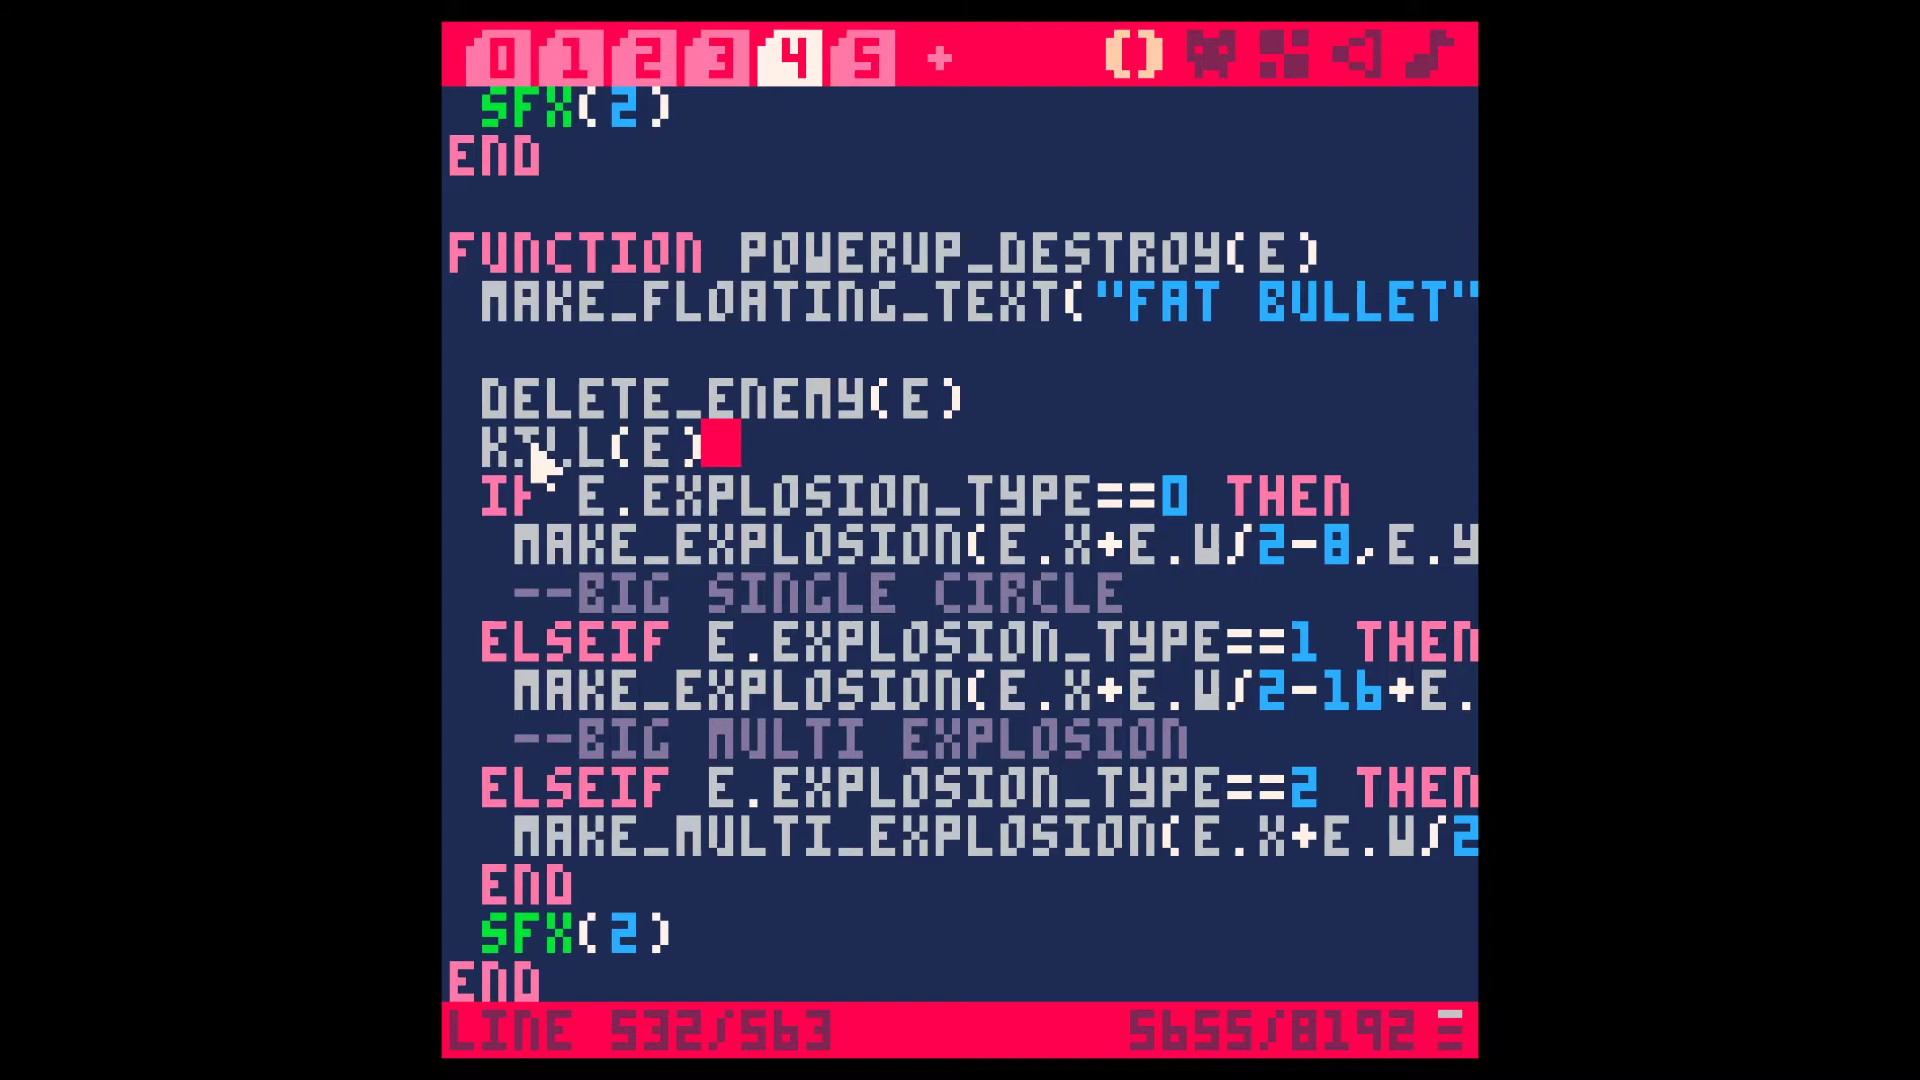 0 1 2 3 4 5 +
SFX(2)
END
FUNCTION POWERUP_DESTROY(E)
MAKE_FLOATING_TEXT("FAT BULLET"
DELETE_ENEMY(E)
KILL(E)
IF E.EXPLOSION_TYPE==0 THEN
MAKE_EXPLOSION(E.X+E.W/2-8,E.Y
--BIG SINGLE CIRCLE
ELSEIF E.EXPLOSION_TYPE==1 THEN
MAKE_EXPLOSION(E.X+E.W/2-16+E.
--BIG MULTI EXPLOSION
ELSEIF E.EXPLOSION_TYPE==2 THEN
MAKE_MULTI_EXPLOSION(E.X+E.W/2
END
SFX(2)
END
LINE 532/563 5655/8192